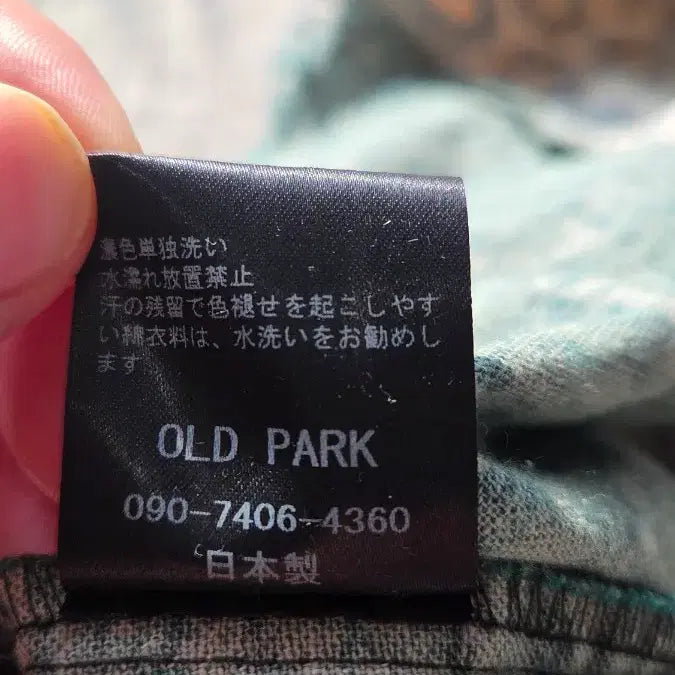 濃色単独洗い
水濡れ放置禁止
汗の残留で色褪せを起こしやす
い綿衣料は、水洗いをお勧めし
ます
OLD PARK
090-7406-4360
日本製